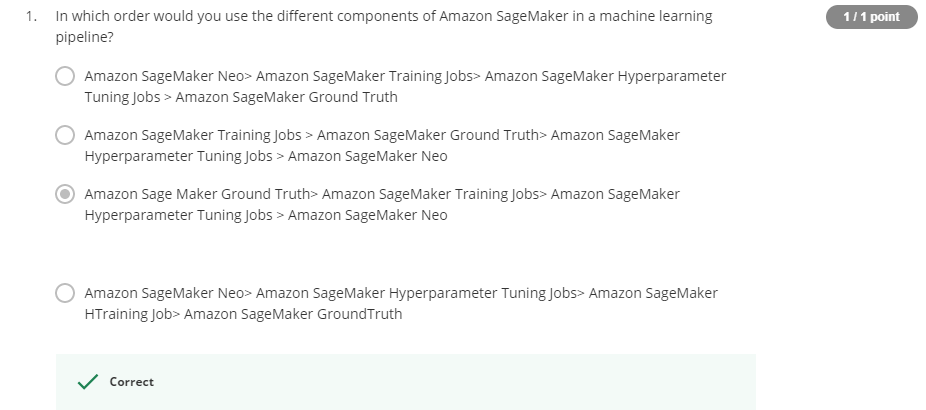 1. In which order would you use the different components of Amazon SageMaker in a machine learning
pipeline?
1 / 1 point
Amazon SageMaker Neo> Amazon SageMaker Training Jobs> Amazon SageMaker Hyperparameter
Tuning Jobs > Amazon SageMaker Ground Truth
Amazon SageMaker Training Jobs > Amazon SageMaker Ground Truth> Amazon SageMaker
Hyperparameter Tuning Jobs > Amazon SageMaker Neo
Amazon Sage Maker Ground Truth> Amazon SageMaker Training Jobs> Amazon SageMaker
Hyperparameter Tuning Jobs > Amazon SageMaker Neo
Amazon SageMaker Neo> Amazon SageMaker Hyperparameter Tuning Jobs> Amazon SageMaker
HTraining Job> Amazon SageMaker GroundTruth
Correct